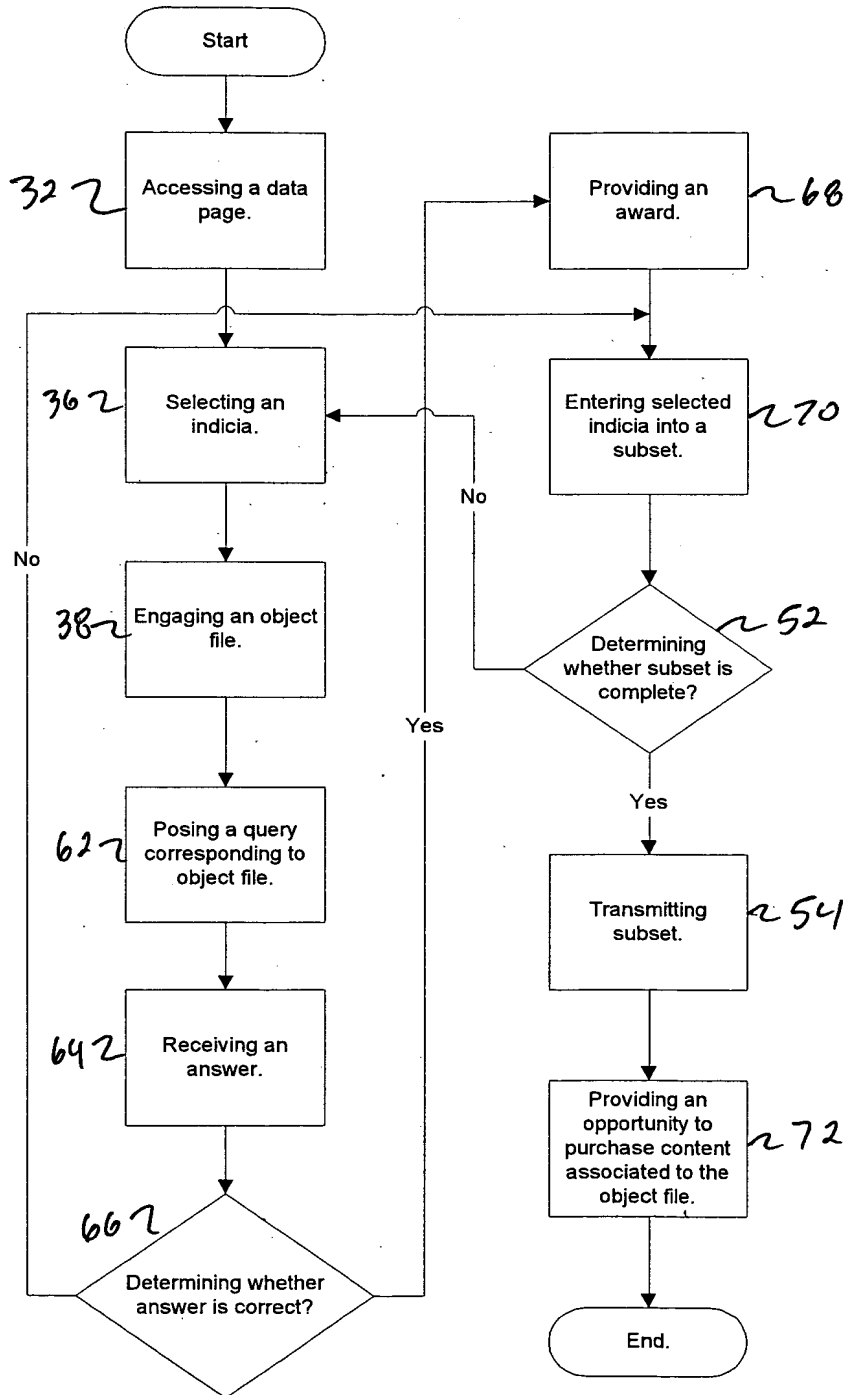 Start
32
Accessing a data
page.
36
Selecting an
indicia.
38
Engaging an object
file.
62
Posing a query
corresponding to
object file.
64
Receiving an
answer.
66
Determining whether
answer is correct?
No
Yes
Providing an
award.
68
Entering selected
indicia into a
subset.
70
No
52
Determining
whether subset is
complete?
Yes
Transmitting
subset.
54
Providing an
opportunity to
purchase content
associated to the
object file.
72
End.